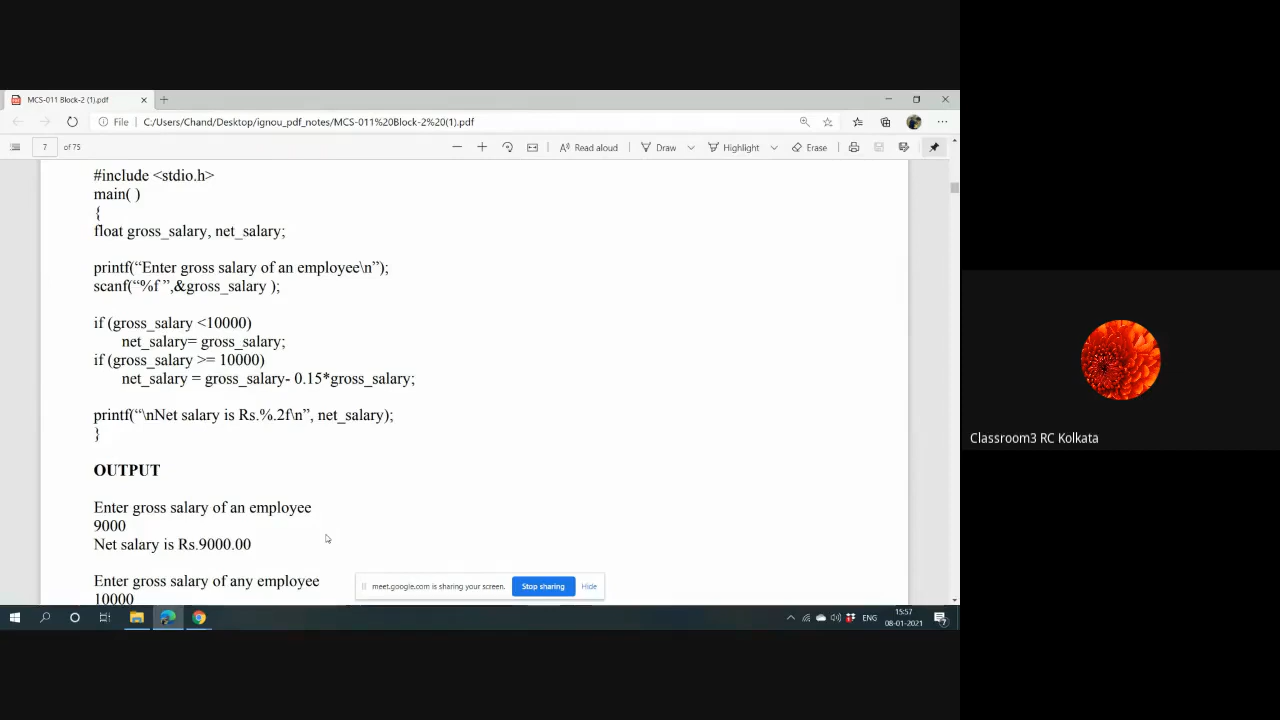 MCS-011 Block-2 (1).pdf
File C:/Users/Chand/Desktop/ignou_pdf_notes/MCS-011%20Block-2%20(1).pdf
7 of 75 Read aloud Draw Highlight Erase
#include <stdio.h>
main( )
{
float gross_salary, net_salary;
printf(“Enter gross salary of an employee\n”);
scanf(“%f ”,&gross_salary );
if (gross_salary <10000)
net_salary= gross_salary;
if (gross_salary >= 10000)
net_salary = gross_salary- 0.15*gross_salary;
printf(“\nNet salary is Rs.%.2f\n”, net_salary);
}
OUTPUT
Enter gross salary of an employee
9000
Net salary is Rs.9000.00
Enter gross salary of any employee
10000
meet.google.com is sharing your screen. Stop sharing Hide
ENG 15:57
08-01-2021
7
Classroom3 RC Kolkata